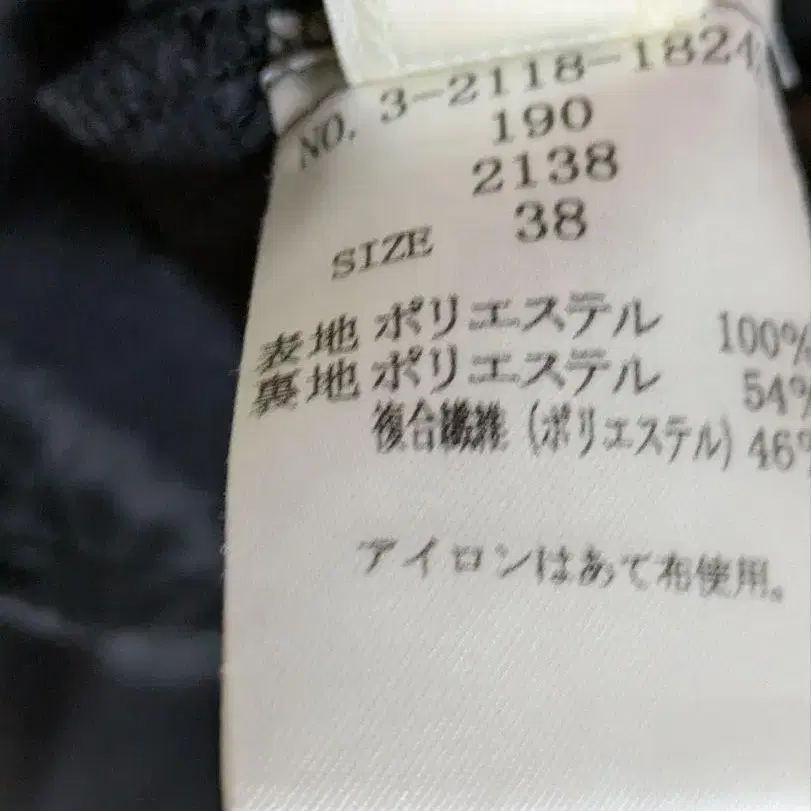 NO. 3-2118-1824
190
2138
SIZE 38
表地 ポリエステル 100%
裏地 ポリエステル 54%
複合繊維 (ポリエステル) 46%
アイロンはあて布使用。